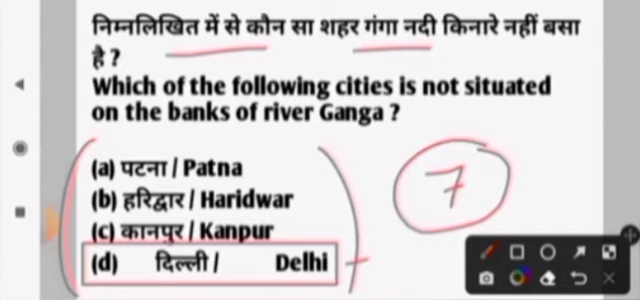 निम्नलिखित में से कौन सा शहर गंगा नदी किनारे नहीं बसा
है ?
Which of the following cities is not situated
on the banks of river Ganga ?
(a) पटना / Patna
(b) हरिद्वार / Haridwar
(c) कानपुर / Kanpur
(d) दिल्ली / Delhi
7